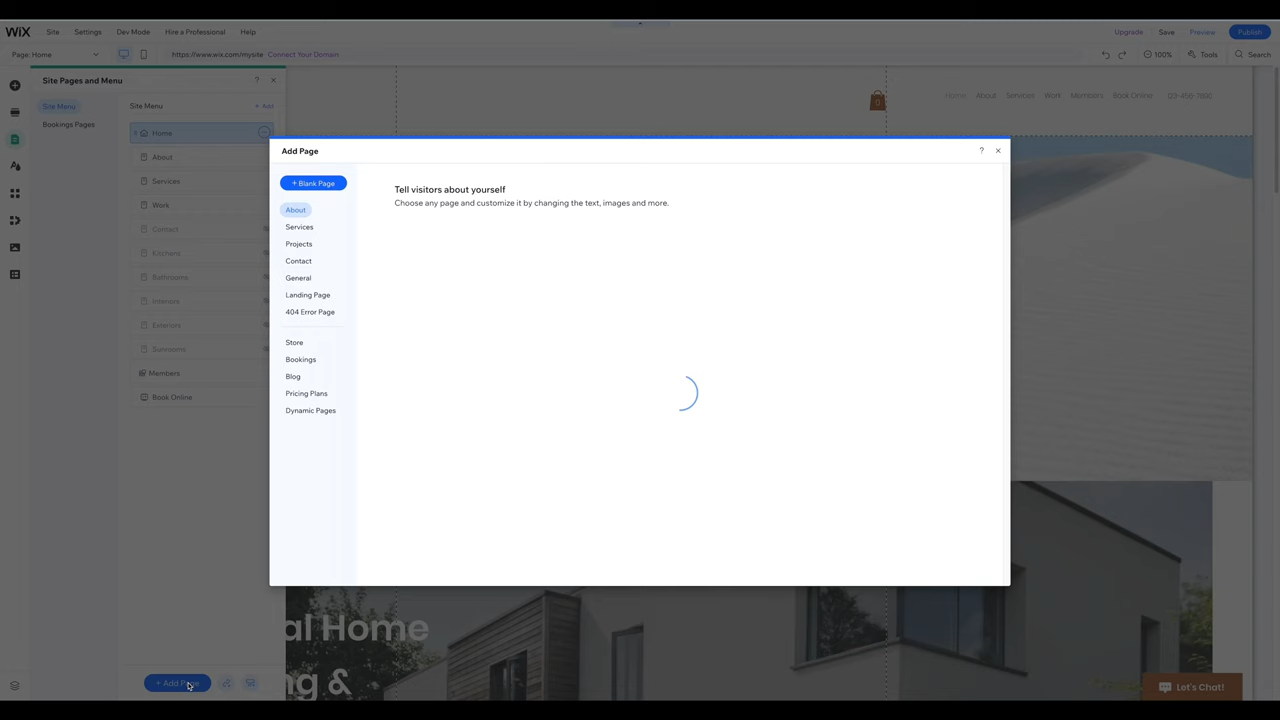 WiX
Site
Settings
Dev Mode
Hire a Professional
Help
Upgrade
Save
Preview
Publish
Page: Home
https://www.wix.com/mysite
Connect Your Domain
100%
Tools
Search
Site Pages and Menu
?
Site Menu
Bookings Pages
Site Menu
+ Add
Home
About
Services
Work
Contact
Kitchens
Bathrooms
Interiors
Exteriors
Sunrooms
Members
Book Online
+ Add Page
0
Home
About
Services
Work
Members
Book Online
123-456-7890
Add Page
?
+ Blank Page
About
Services
Projects
Contact
General
Landing Page
404 Error Page
Store
Bookings
Blog
Pricing Plans
Dynamic Pages
Tell visitors about yourself
Choose any page and customize it by changing the text, images and more.
al Home
ng &
Let's Chat!